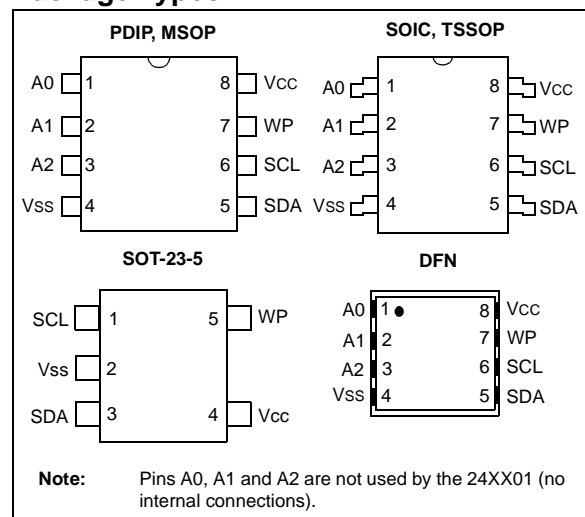 PDIP, MSOP
A0 1 8 VCC
A1 2 7 WP
A2 3 6 SCL
VSS 4 5 SDA
SOIC, TSSOP
A0 1 8 VCC
A1 2 7 WP
A2 3 6 SCL
VSS 4 5 SDA
SOT-23-5
SCL 1 5 WP
Vss 2
SDA 3 4 Vcc
DFN
A0 1 8 VCC
A1 2 7 WP
A2 3 6 SCL
VSS 4 5 SDA
Note: Pins A0, A1 and A2 are not used by the 24XX01 (no
internal connections).